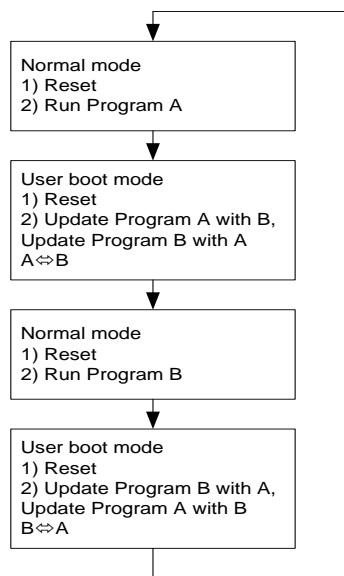 Normal mode
1) Reset
2) Run Program A
User boot mode
1) Reset
2) Update Program A with B,
Update Program B with A
A⇔B
Normal mode
1) Reset
2) Run Program B
User boot mode
1) Reset
2) Update Program B with A,
Update Program A with B
B⇔A